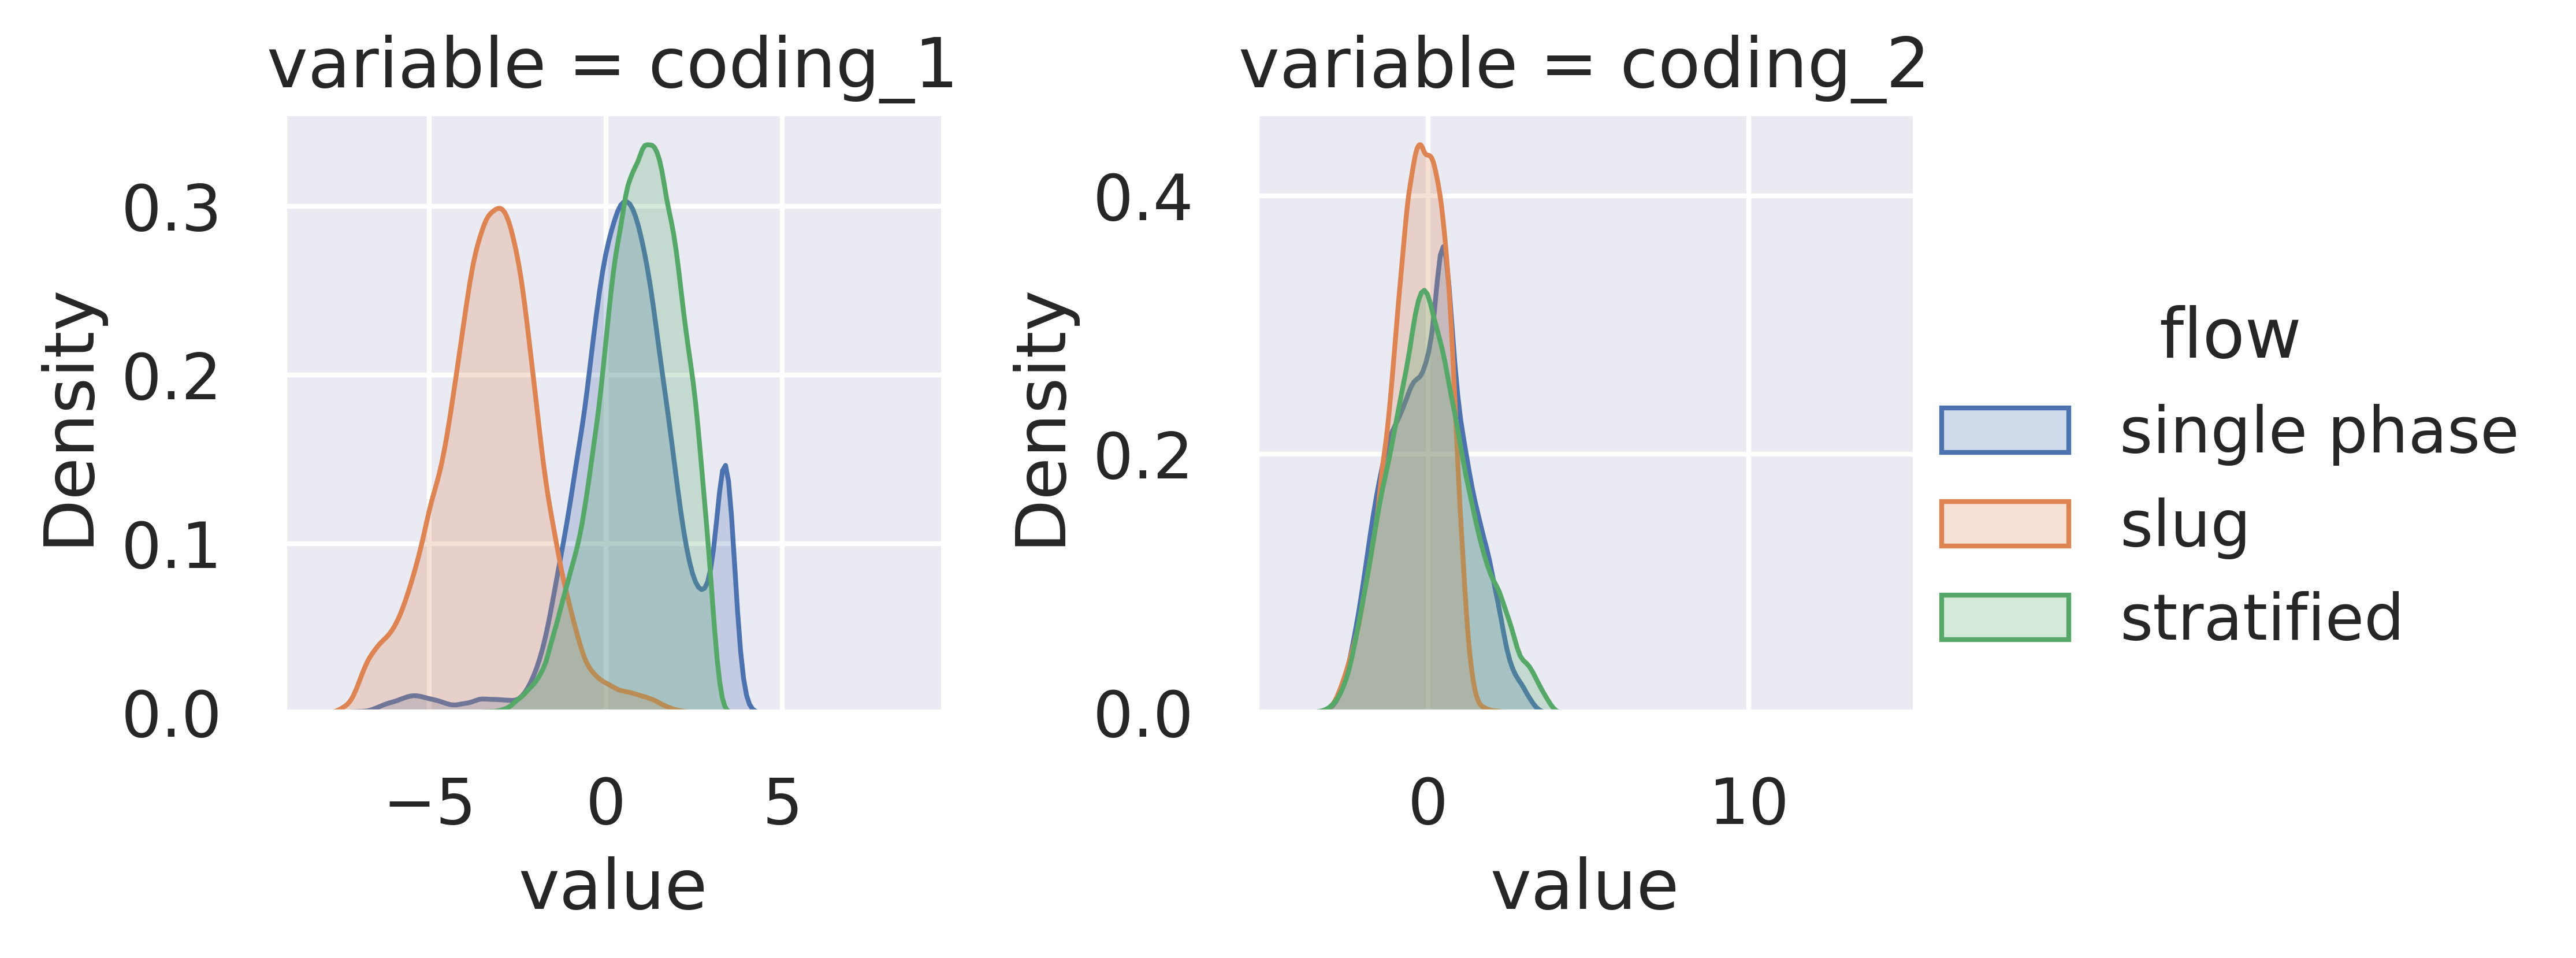 variable = coding_1
variable = coding_2
Density
0.3
0.2
0.1
0.0
−5
0
5
value
Density
0.4
0.2
0.0
0
10
value
flow
single phase
slug
stratified